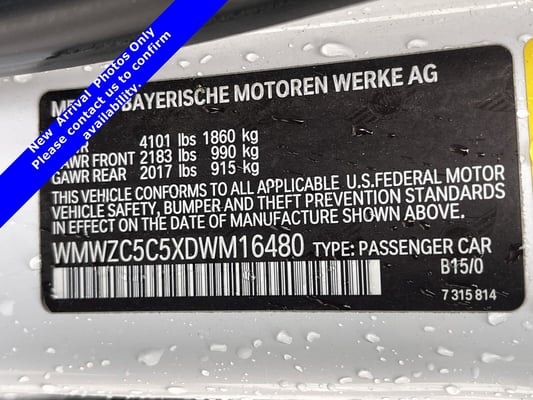 New Arrival Photos Only
Please contact us to confirm
availability.
BAYERISCHE MOTOREN WERKE AG
4101 lbs 1860 kg
GAWR FRONT 2183 lbs 990 kg
GAWR REAR 2017 lbs 915 kg
THIS VEHICLE CONFORMS TO ALL APPLICABLE U.S.FEDERAL MOTOR
VEHICLE SAFETY, BUMPER AND THEFT PREVENTION STANDARDS
IN EFFECT ON THE DATE OF MANUFACTURE SHOWN ABOVE.
WMWZC5C5XDWM16480 TYPE: PASSENGER CAR
B15/0
7 315 814